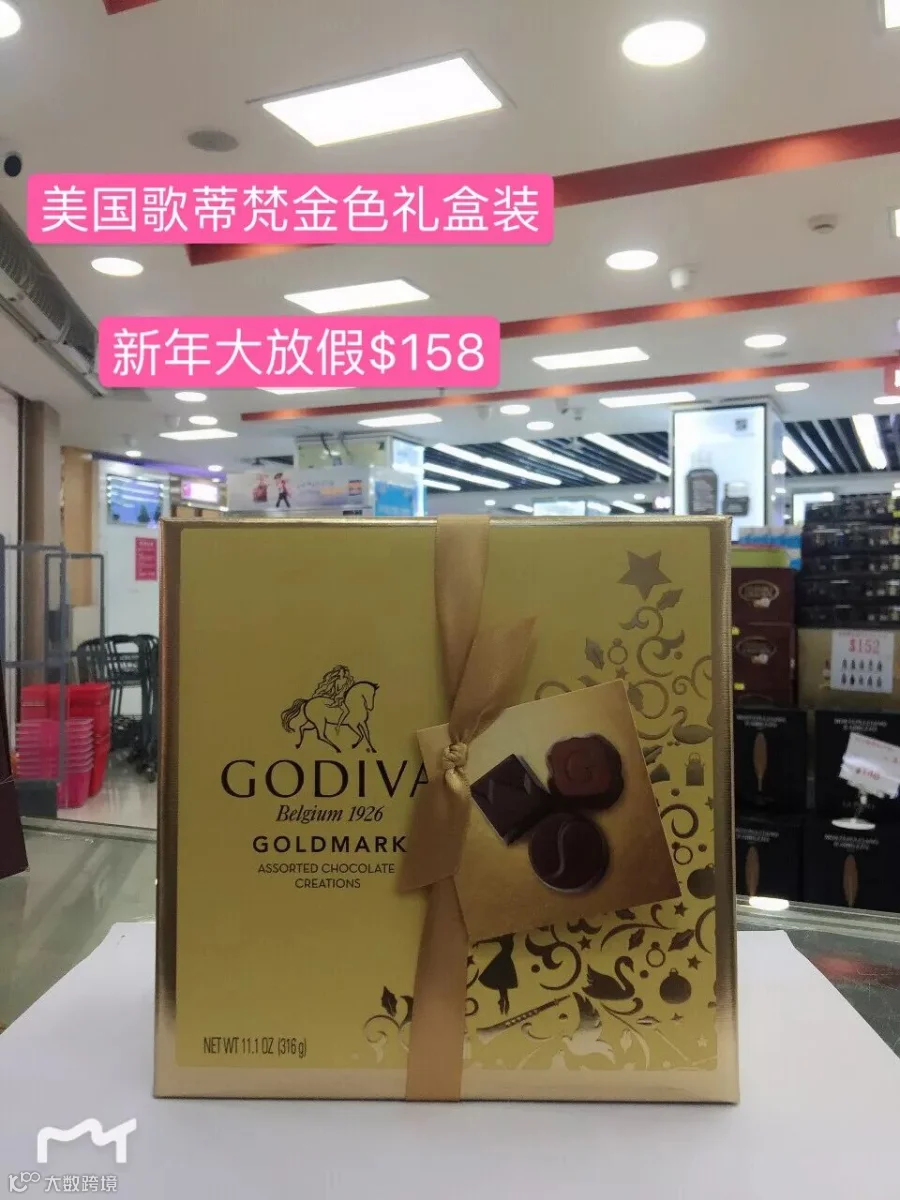 美国歌蒂梵金色礼盒装
新年大放假$158
$152
GODIVA
Belgium 1926
GOLDMARK
ASSORTED CHOCOLATE
CREATIONS
NET WT 11.1 OZ (316 g)
大数跨境